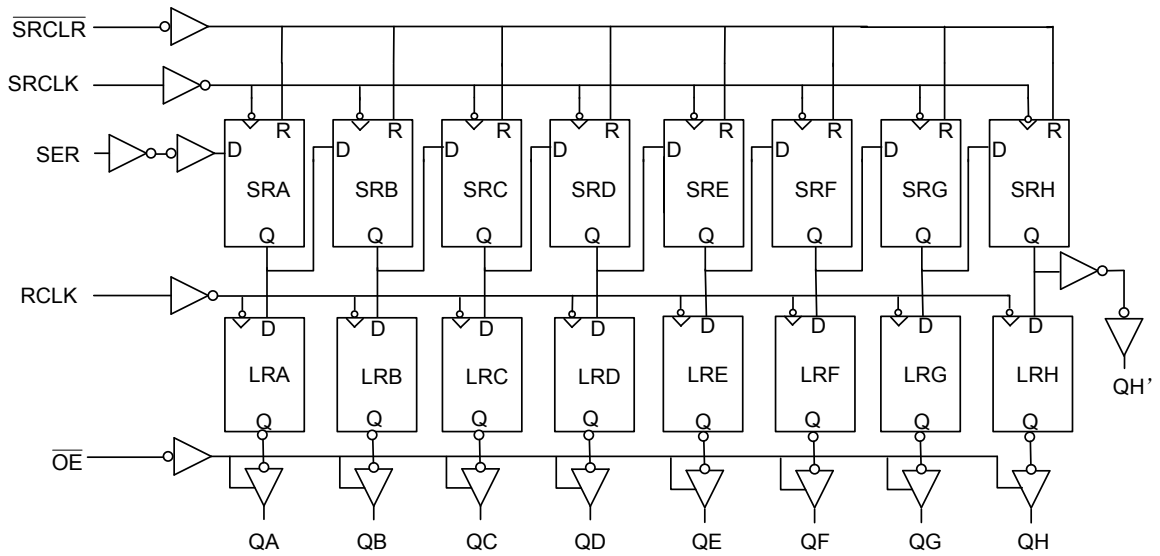 SRCLR
SRCLK
R R R R R R R R
SER
D D D D D D D D
SRA SRB SRC SRD SRE SRF SRG SRH
Q Q Q Q Q Q Q Q
RCLK
D D D D D D D D
LRA LRB LRC LRD LRE LRF LRG LRH
QH’
Q Q Q Q Q Q Q Q
OE
QA QB QC QD QE QF QG QH